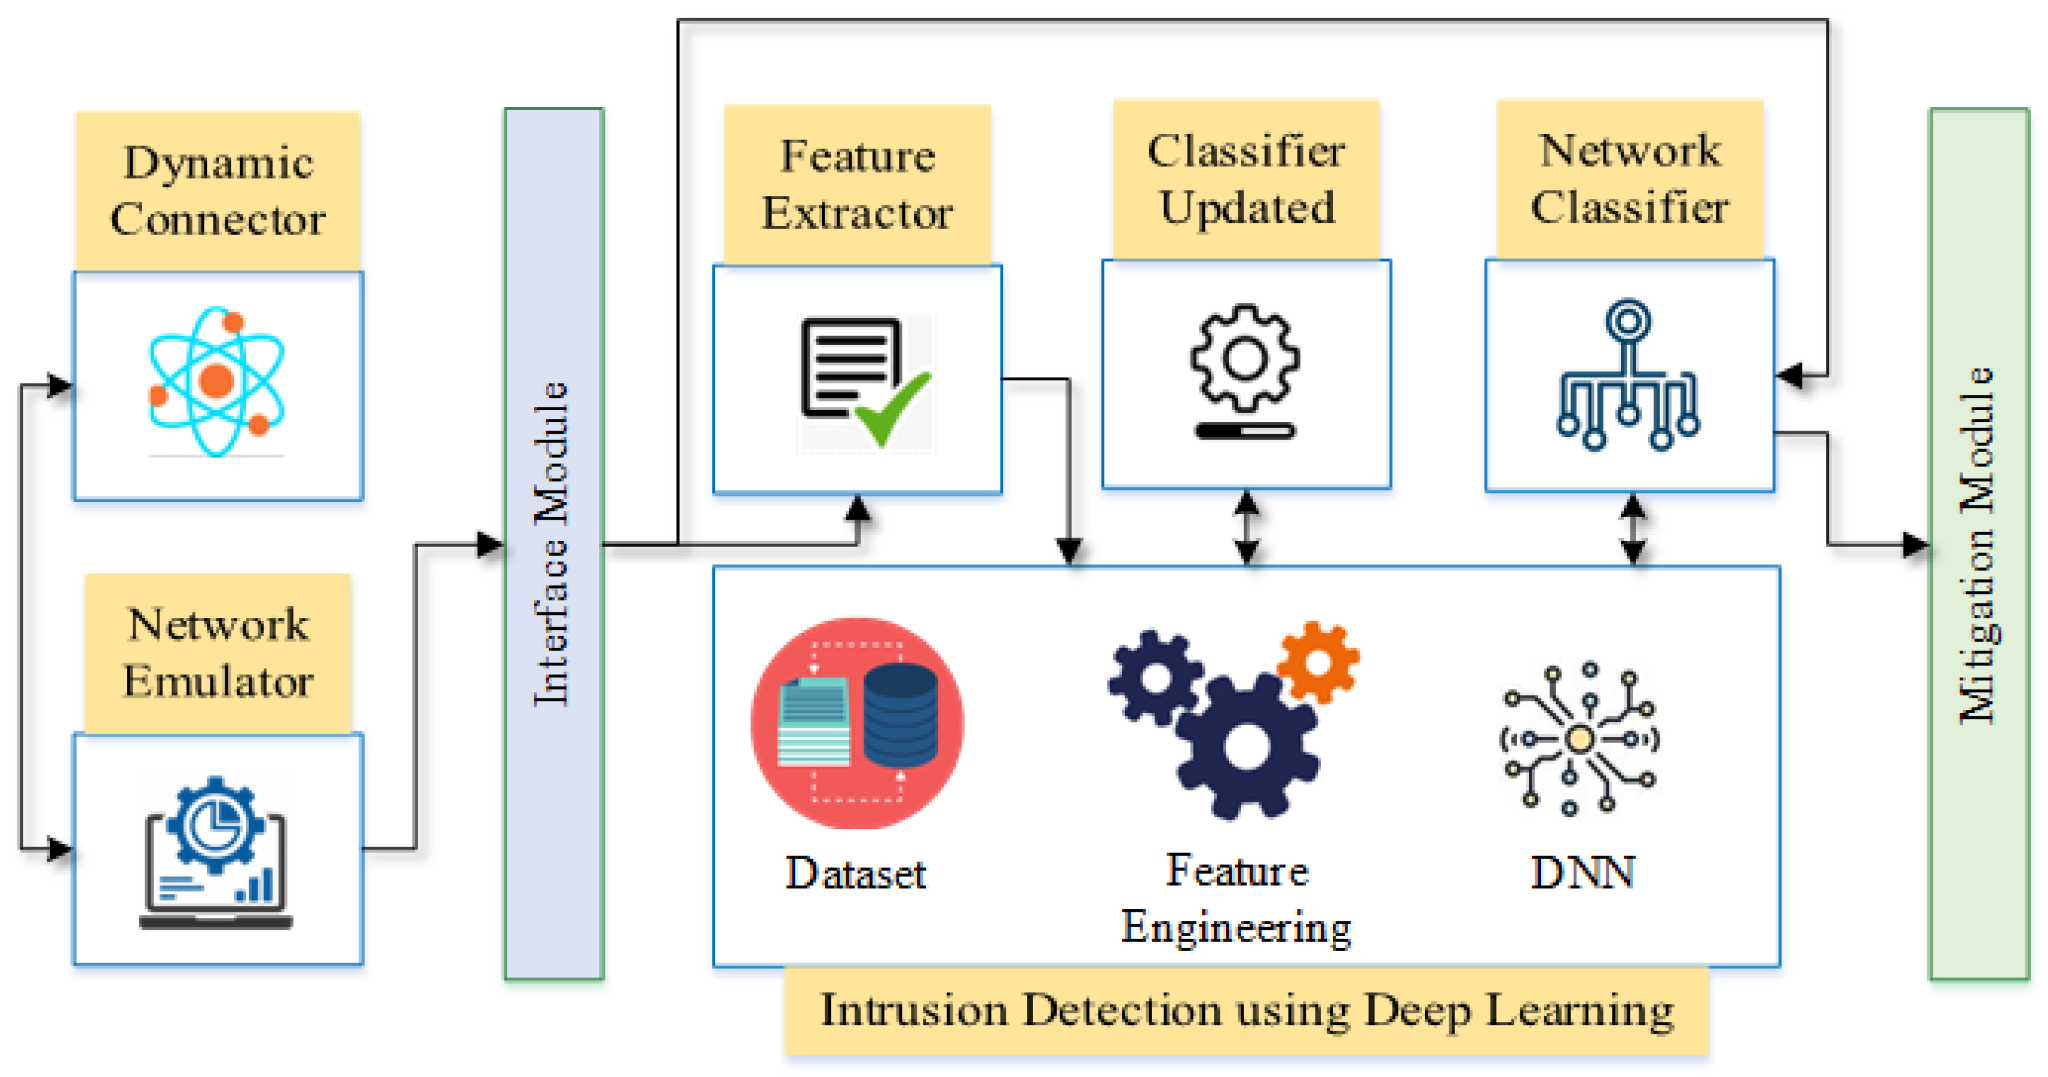 Dynamic
Connector
Network
Emulator
Interface Module
Feature
Extractor
Classifier
Updated
Network
Classifier
Dataset
Feature
Engineering
DNN
Intrusion Detection using Deep Learning
Mitigation Module